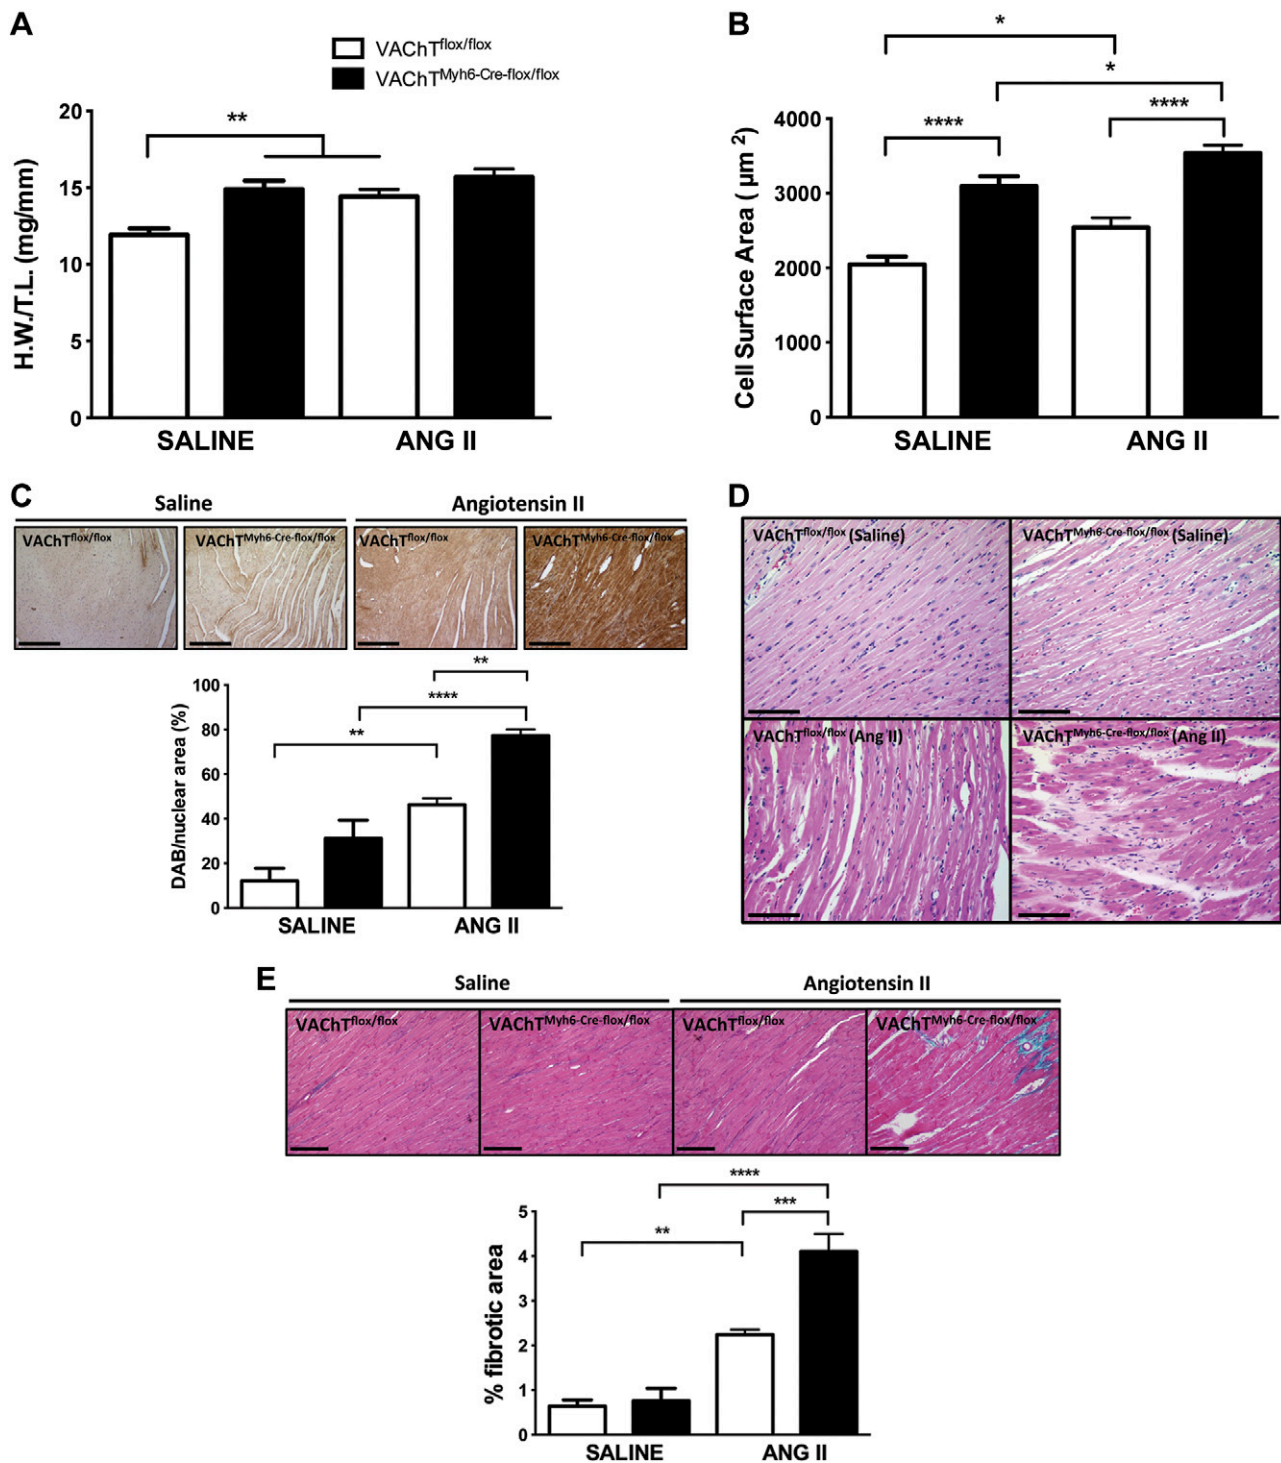 A
VAChTflox/flox
VAChTMyh6-Cre-flox/flox
H.W./T.L. (mg/mm)
20
15
10
5
0
**
SALINE
ANG II
B
Cell Surface Area ( µm 2)
4000
3000
2000
1000
0
*
*
****
****
SALINE
ANG II
C
Saline
Angiotensin II
VAChTflox/flox
VAChTMyh6-Cre-flox/flox
VAChTflox/flox
VAChTMyh6-Cre-flox/flox
DAB/nuclear area (%)
100
80
60
40
20
0
**
****
**
SALINE
ANG II
D
VAChTflox/flox (Saline)
VAChTMyh6-Cre-flox/flox (Saline)
VAChTflox/flox (Ang II)
VAChTMyh6-Cre-flox/flox (Ang II)
E
Saline
Angiotensin II
VAChTflox/flox
VAChTMyh6-Cre-flox/flox
VAChTflox/flox
VAChTMyh6-Cre-flox/flox
% fibrotic area
5
4
3
2
1
0
****
***
**
SALINE
ANG II